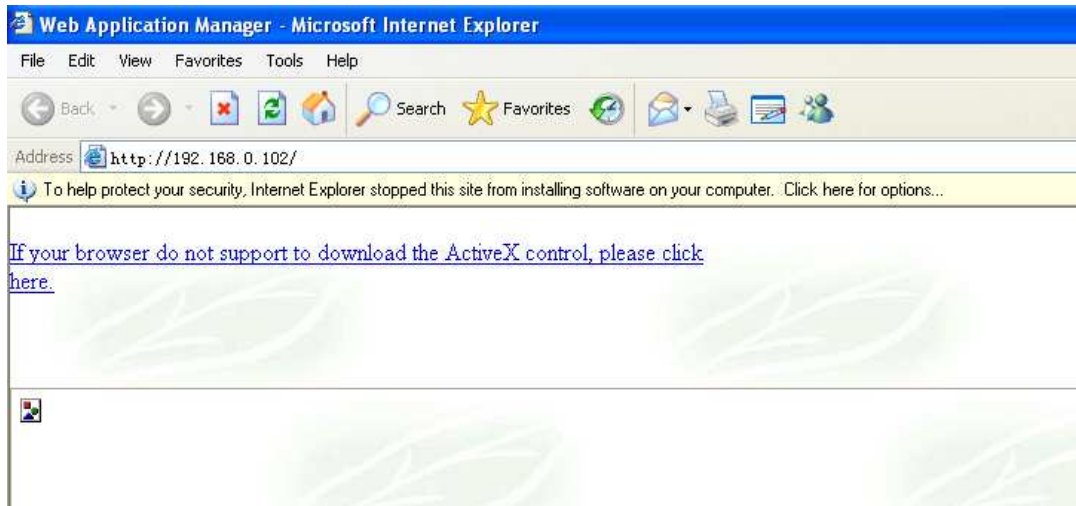 Web Application Manager - Microsoft Internet Explorer
File Edit View Favorites Tools Help
Back Search Favorites
Address http://192.168.0.102/
To help protect your security, Internet Explorer stopped this site from installing software on your computer. Click here for options...
If your browser do not support to download the ActiveX control, please click
here.